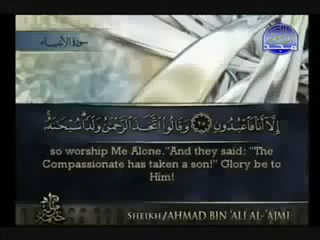 سورة الأنبياء
المجد
إِلَّا أَنَا فَاعْبُدُونِ ۝ وَقَالُوا اتَّخَذَ الرَّحْمَٰنُ وَلَدًا ۗ سُبْحَانَهُ ۚ
so worship Me Alone."And they said: "The
Compassionate has taken a son!" Glory be to
Him!
SHEIKH/AHMAD BIN 'ALI AL-'AJMI